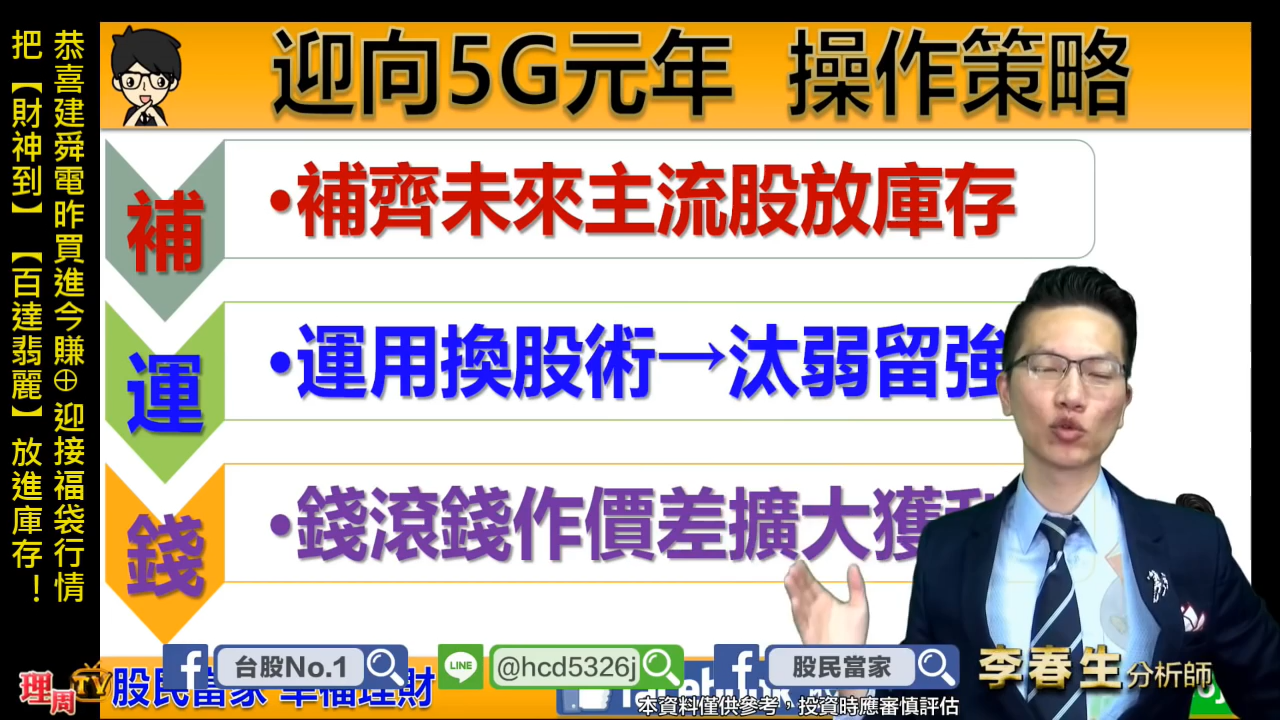 恭喜建舜電昨買進今賺⊕ 迎接福袋行情
把【財神到】【百達翡麗】放進庫存！
迎向5G元年 操作策略
補
•補齊未來主流股放庫存
運
•運用換股術→汰弱留強
錢
•錢滾錢作價差擴大獲利
理周TV
股民當家 幸福理財
台股No.1
LINE
@hcd5326j
股民當家
李春生分析師
本資料僅供參考，投資時應審慎評估